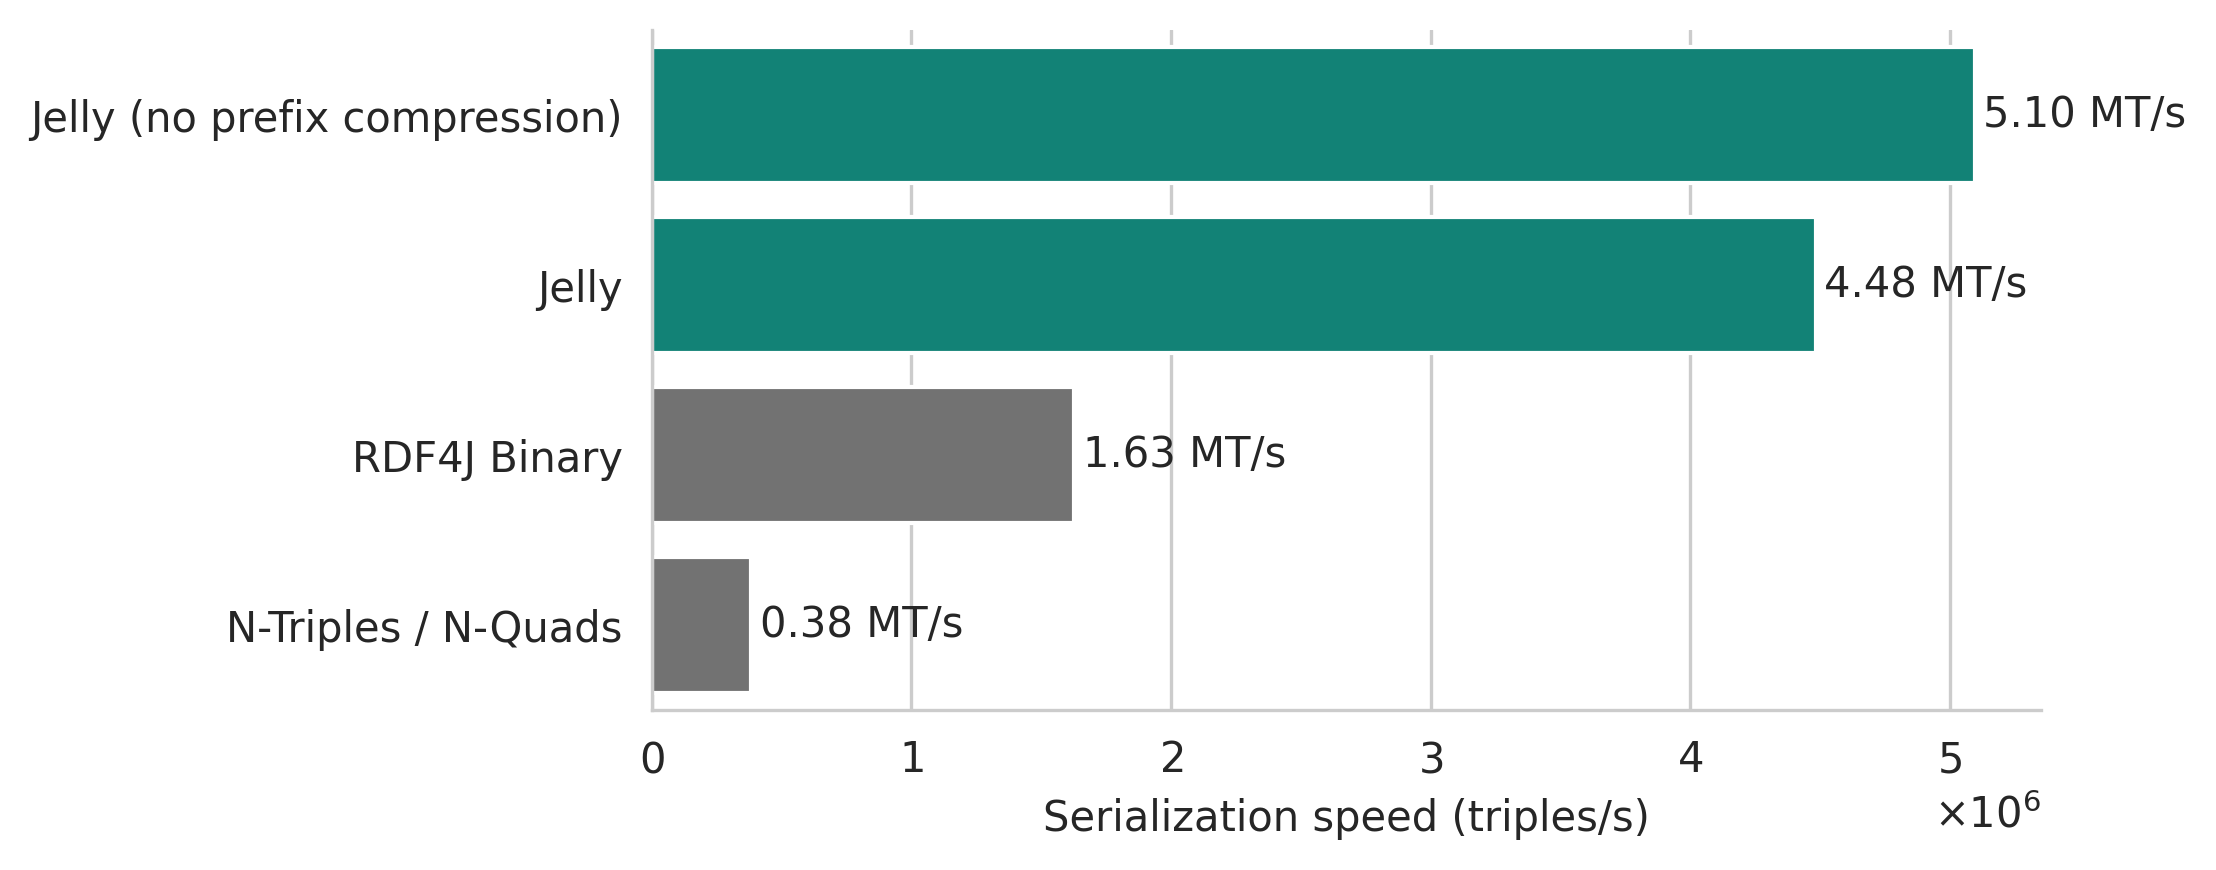 Jelly (no prefix compression)
5.10 MT/s
Jelly
4.48 MT/s
RDF4J Binary
1.63 MT/s
N-Triples / N-Quads
0.38 MT/s
0 1 2 3 4 5
Serialization speed (triples/s)
×10⁶